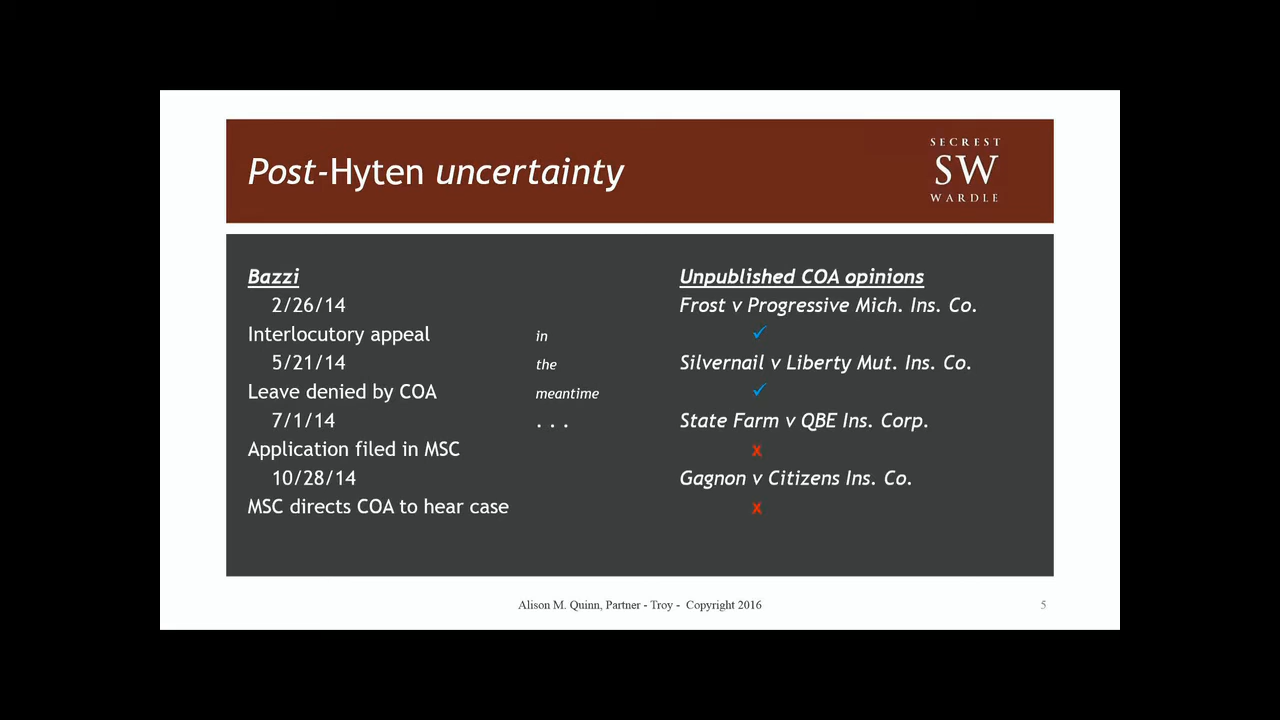 Post-Hyten uncertainty
SECREST
SW
WARDLE
Bazzi
2/26/14
Interlocutory appeal
5/21/14
Leave denied by COA
7/1/14
Application filed in MSC
10/28/14
MSC directs COA to hear case
in
the
meantime
. . .
Unpublished COA opinions
Frost v Progressive Mich. Ins. Co.
✓
Silvernail v Liberty Mut. Ins. Co.
✓
State Farm v QBE Ins. Corp.
x
Gagnon v Citizens Ins. Co.
x
Alison M. Quinn, Partner - Troy - Copyright 2016
5